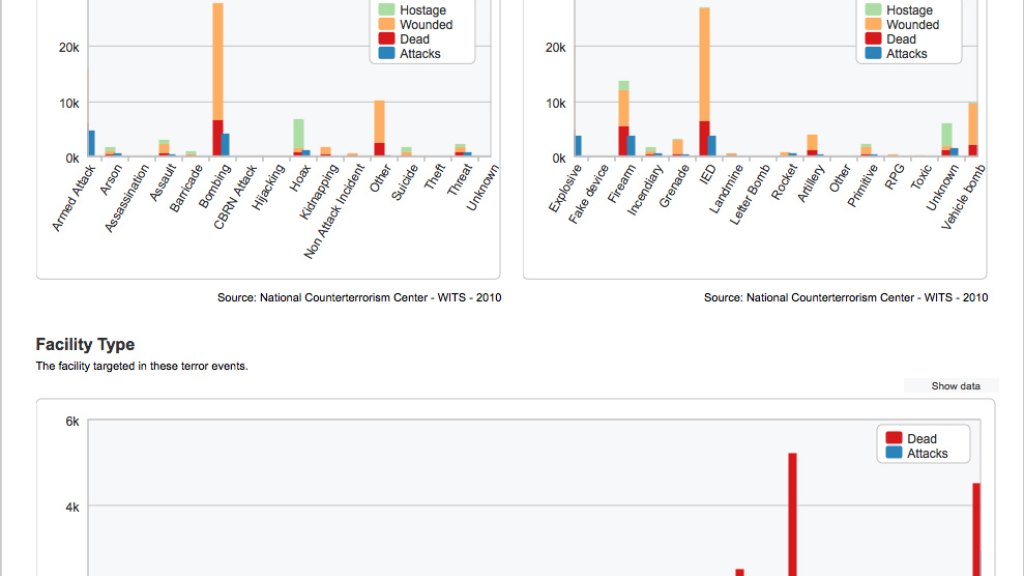 Hostage
Wounded
Dead
Attacks
20k
10k
0k
Armed Attack
Arson
Assassination
Assault
Barricade
Bombing
CBRN Attack
Hijacking
Hoax
Kidnapping
Non Attack Incident
Other
Suicide
Theft
Threat
Unknown
Hostage
Wounded
Dead
Attacks
20k
10k
0k
Explosive
Fake device
Firearm
Incendiary
Grenade
IED
Landmine
Letter Bomb
Rocket
Artillery
Other
Primitive
RPG
Toxic
Unknown
Vehicle bomb
Source: National Counterterrorism Center - WITS - 2010
Source: National Counterterrorism Center - WITS - 2010
Facility Type
The facility targeted in these terror events.
Show data
6k
4k
Dead
Attacks